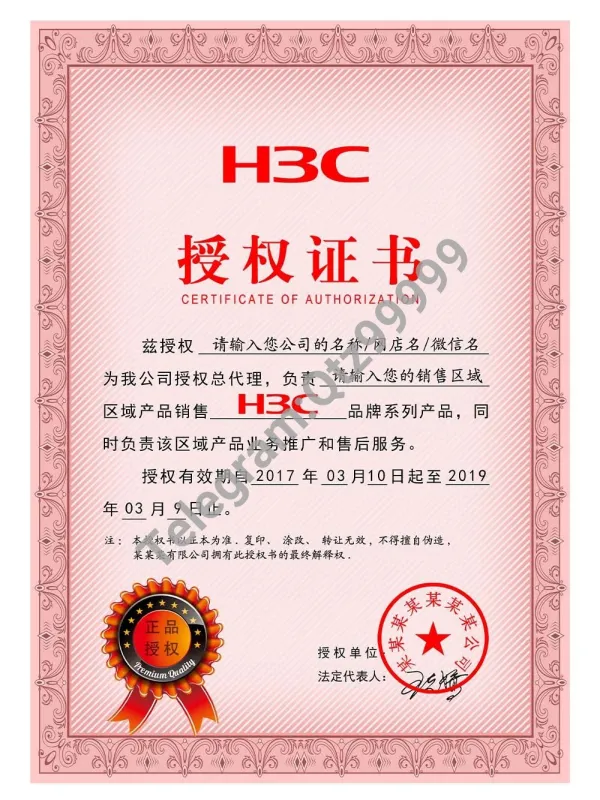 H3C
授权证书
CERTIFICATE OF AUTHORIZATION
兹授权 请输入您公司的名称/网店名/微信名
为我公司授权总代理，负责 请输入您的销售区域
区域产品销售 H3C 品牌系列产品，同
时负责该区域产品业务推广和售后服务。
授权有效期自 2017 年 03 月 10 日起至 2019
年 03 月 9 日止。
注：本授权书以正本为准．复印、涂改、转让无效，不得擅自伪造，
某某某有限公司拥有此授权书的最终解释权．
正品
授权
Premium Quality
授权单位：
法定代表人：
某某某某某某某公司
Telegram:Qtz99999